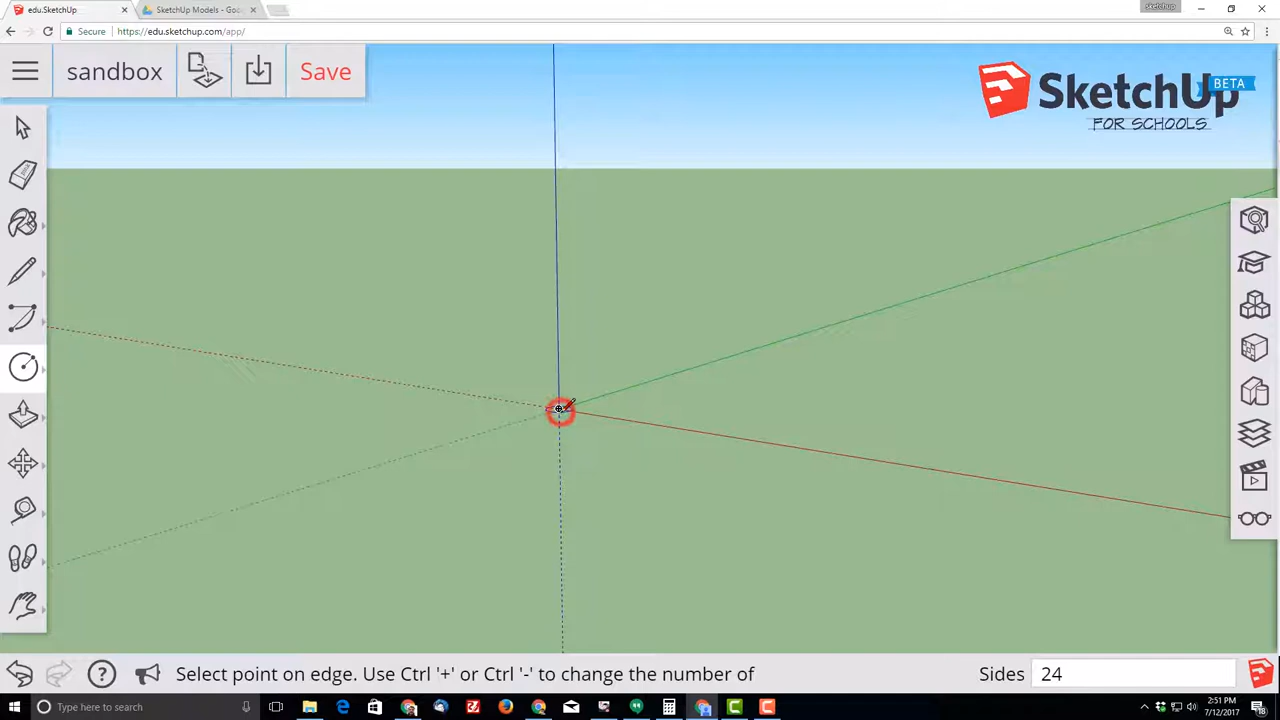 edu.SketchUp
SketchUp Models - Goo
sketchup
Secure
https://edu.sketchup.com/app/
sandbox
Save
SketchUp
BETA
FOR SCHOOLS
Select point on edge. Use Ctrl '+' or Ctrl '-' to change the number of
Sides
24
Type here to search
2:51 PM
7/12/2017
18